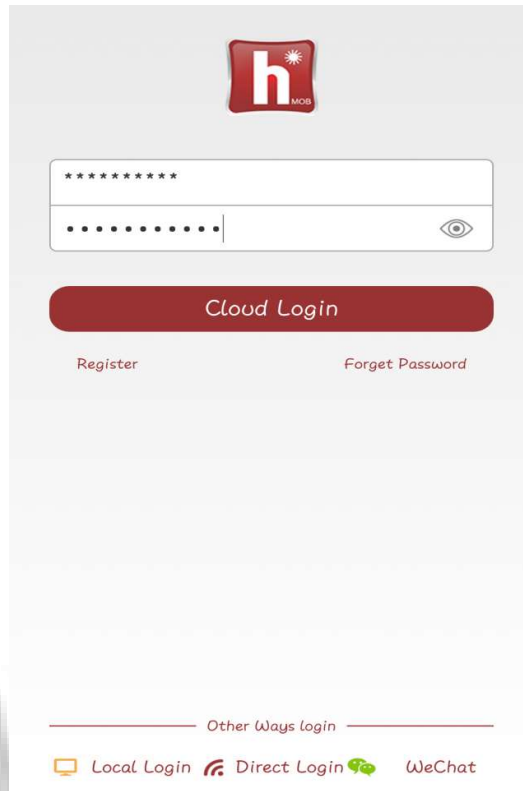 h
MOB
**********
•••••••••••
Cloud Login
Register Forget Password
Other Ways login
Local Login Direct Login WeChat